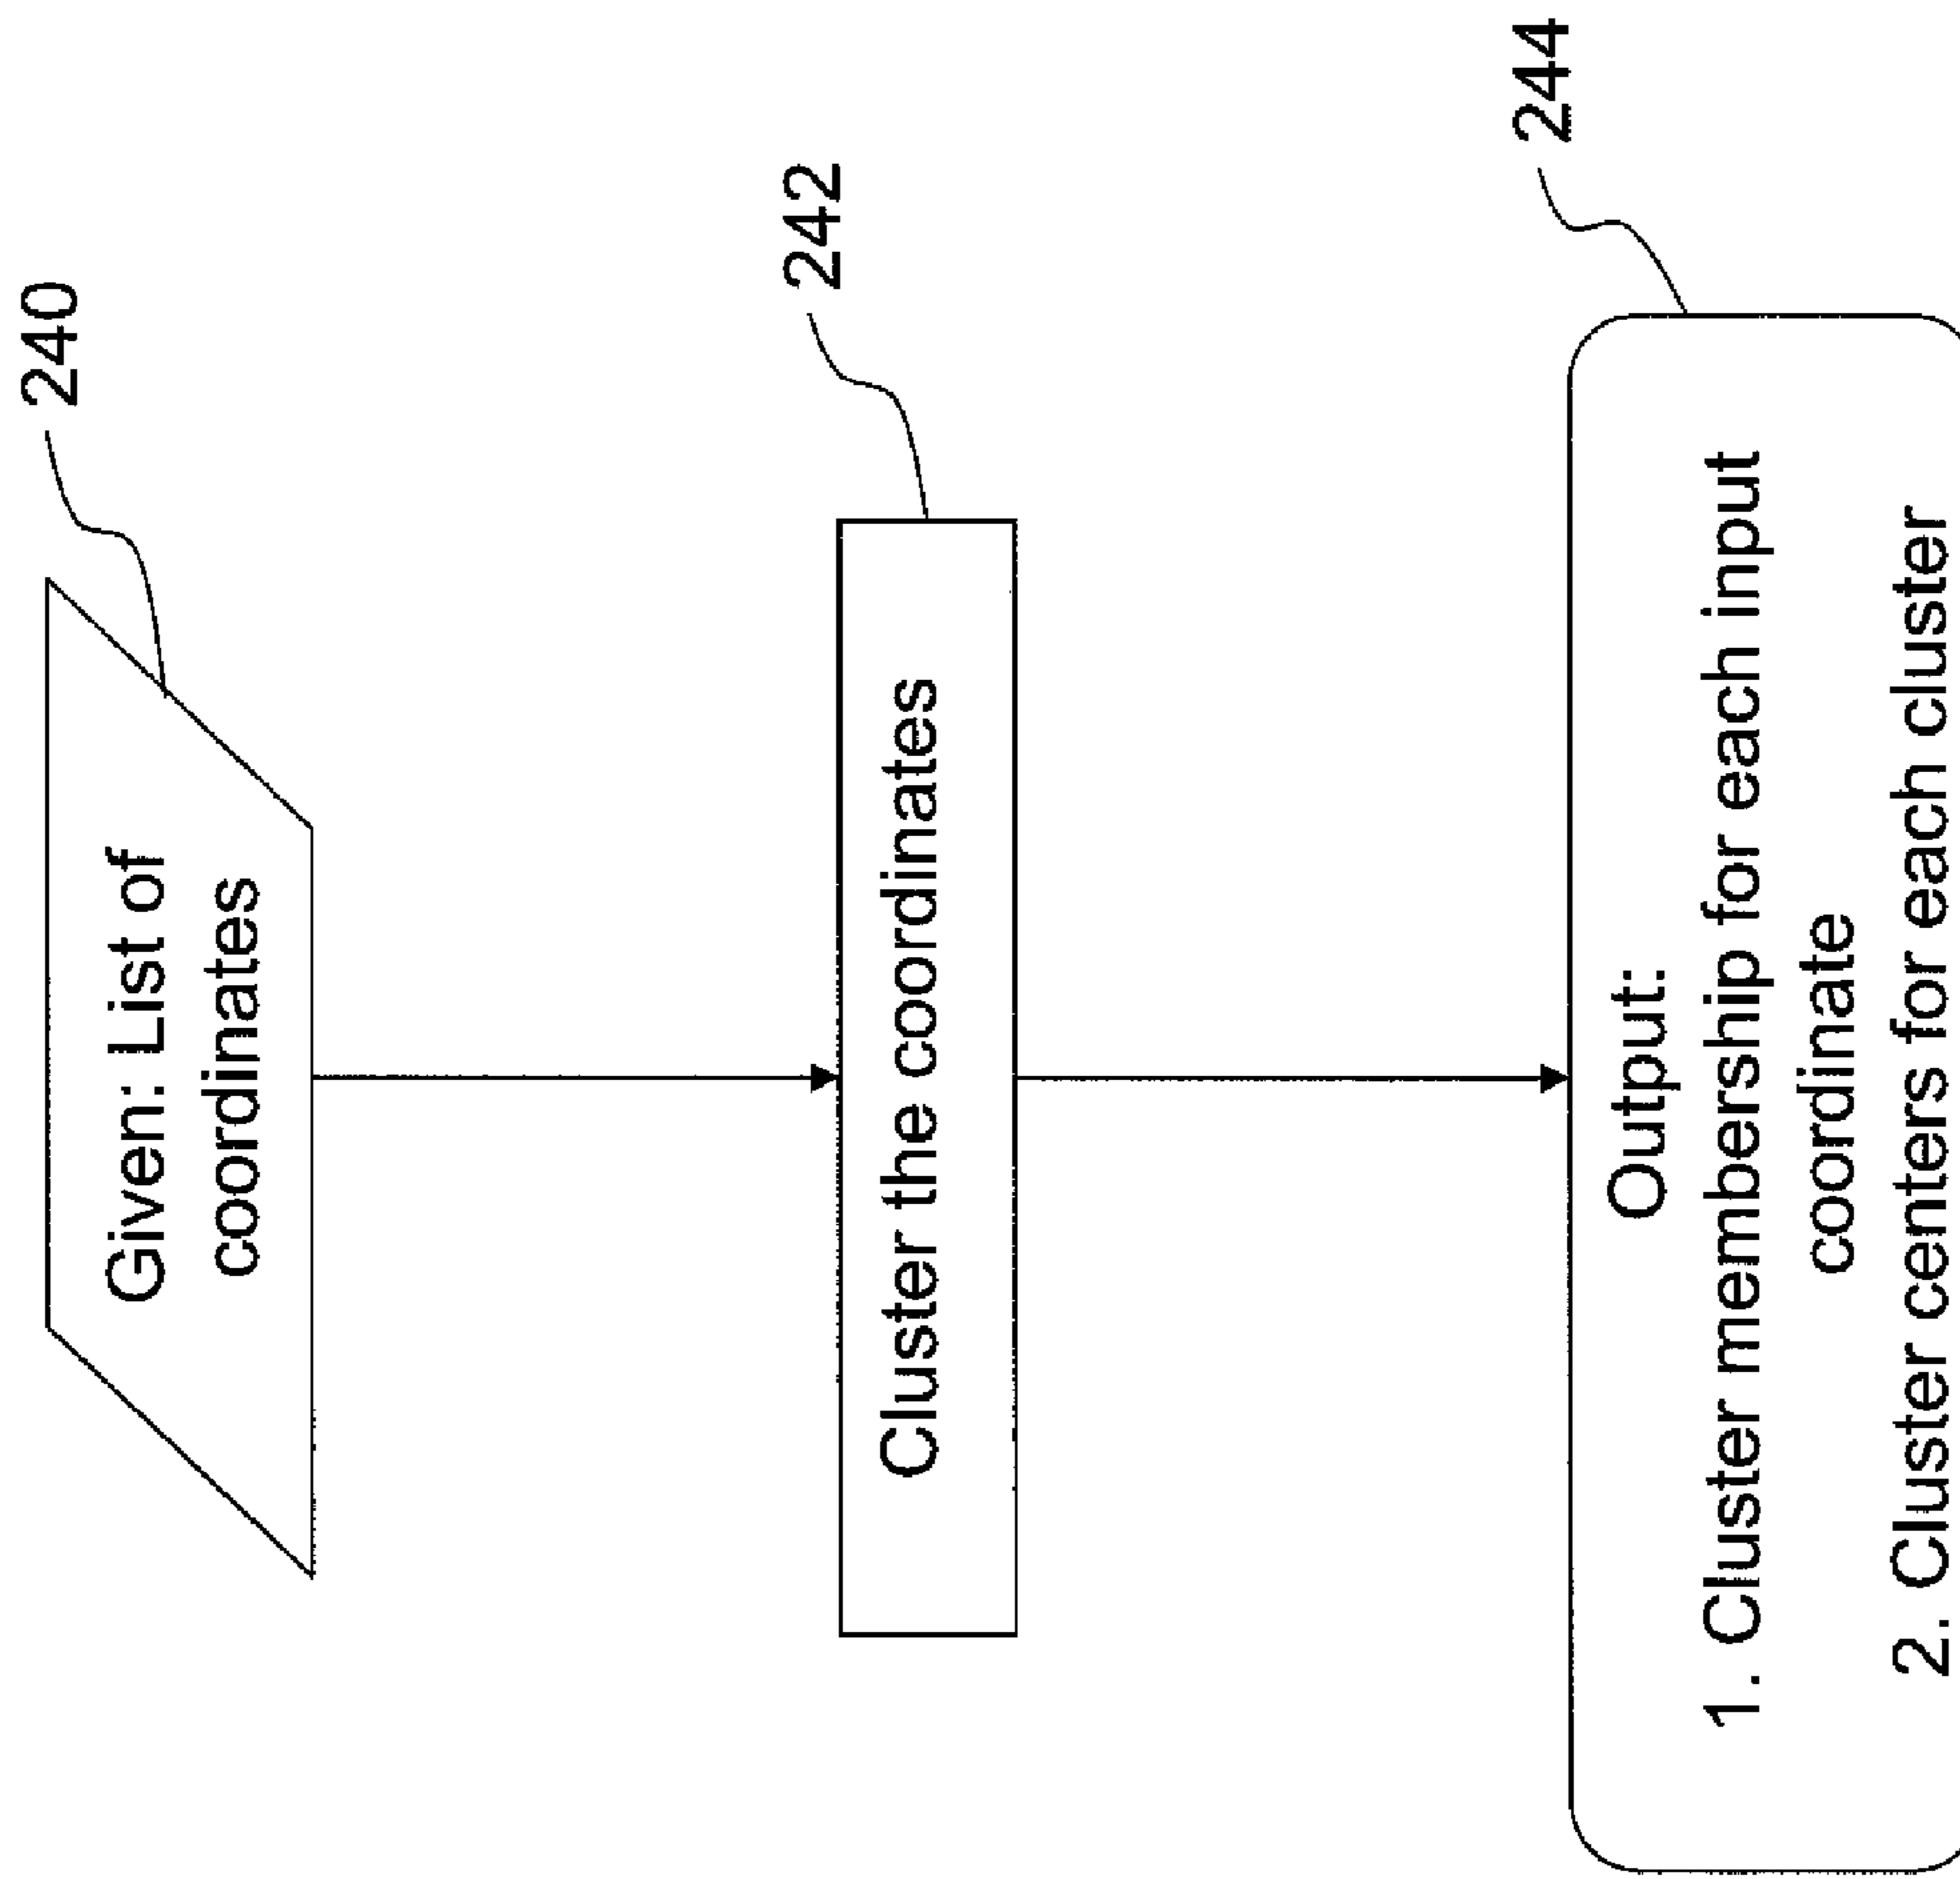 240
Given: List of
coordinates
242
Cluster the coordinates
244
Output:
1. Cluster membership for each input
coordinate
2. Cluster centers for each cluster